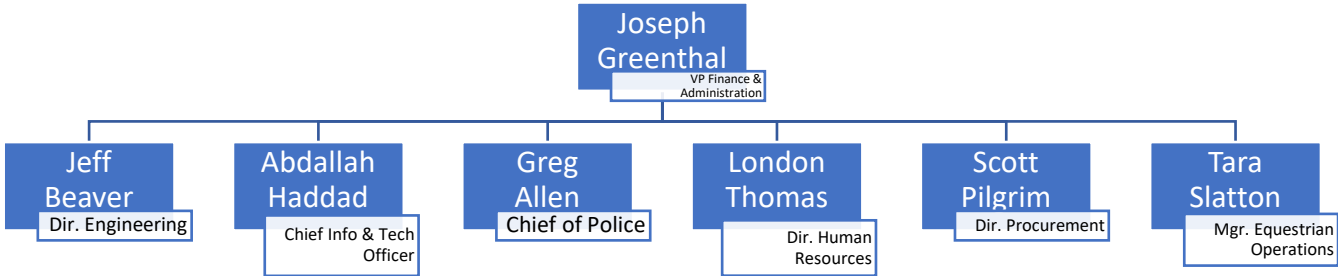 Joseph
Greenthal
VP Finance &
Administration
Jeff
Beaver
Dir. Engineering
Abdallah
Haddad
Chief Info & Tech
Officer
Greg
Allen
Chief of Police
London
Thomas
Dir. Human
Resources
Scott
Pilgrim
Dir. Procurement
Tara
Slatton
Mgr. Equestrian
Operations